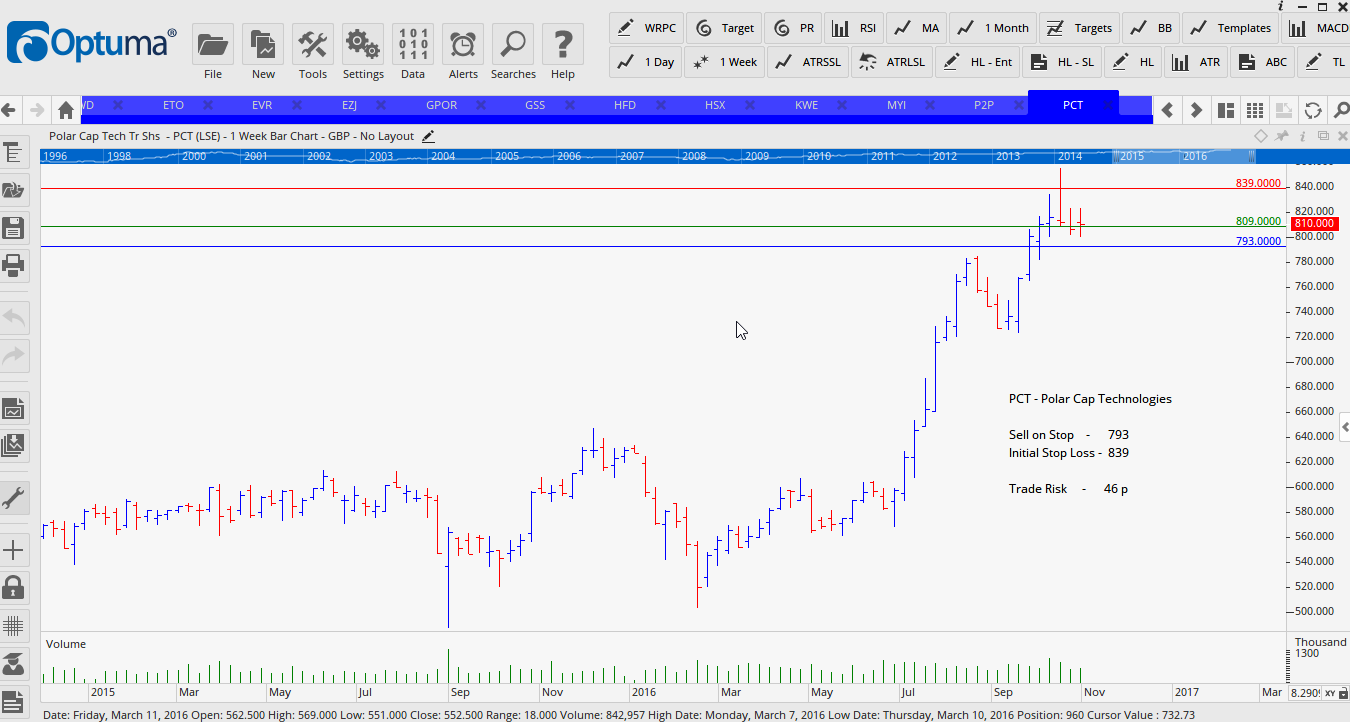 Optuma®
File New Tools Settings Data Alerts Searches Help
WRPC Target PR RSI MA 1 Month Targets BB Templates MACD
1 Day 1 Week ATRSSL ATRLSL HL - Ent HL - SL HL ATR ABC TL
ETO EVR EZJ GPOR GSS HFD HSX KWE MYI P2P PCT
Polar Cap Tech Tr Shs - PCT (LSE) - 1 Week Bar Chart - GBP - No Layout
1996 1998 2000 2001 2002 2003 2004 2005 2006 2007 2008 2009 2010 2011 2012 2013 2014 2015 2016
839.0000
809.0000
793.0000
840.000
820.000
810.000
800.000
780.000
760.000
740.000
720.000
700.000
680.000
660.000
640.000
620.000
600.000
580.000
560.000
540.000
520.000
500.000
PCT - Polar Cap Technologies
Sell on Stop - 793
Initial Stop Loss - 839
Trade Risk - 46 p
Volume
Thousand
1300
2015 Mar May Jul Sep Nov 2016 Mar May Jul Sep Nov 2017 Mar
XY
Date: Friday, March 11, 2016 Open: 562.500 High: 569.000 Low: 551.000 Close: 552.500 Range: 18.000 Volume: 842,957 High Date: Monday, March 7, 2016 Low Date: Thursday, March 10, 2016 Position: 960 Cursor Value : 732.73